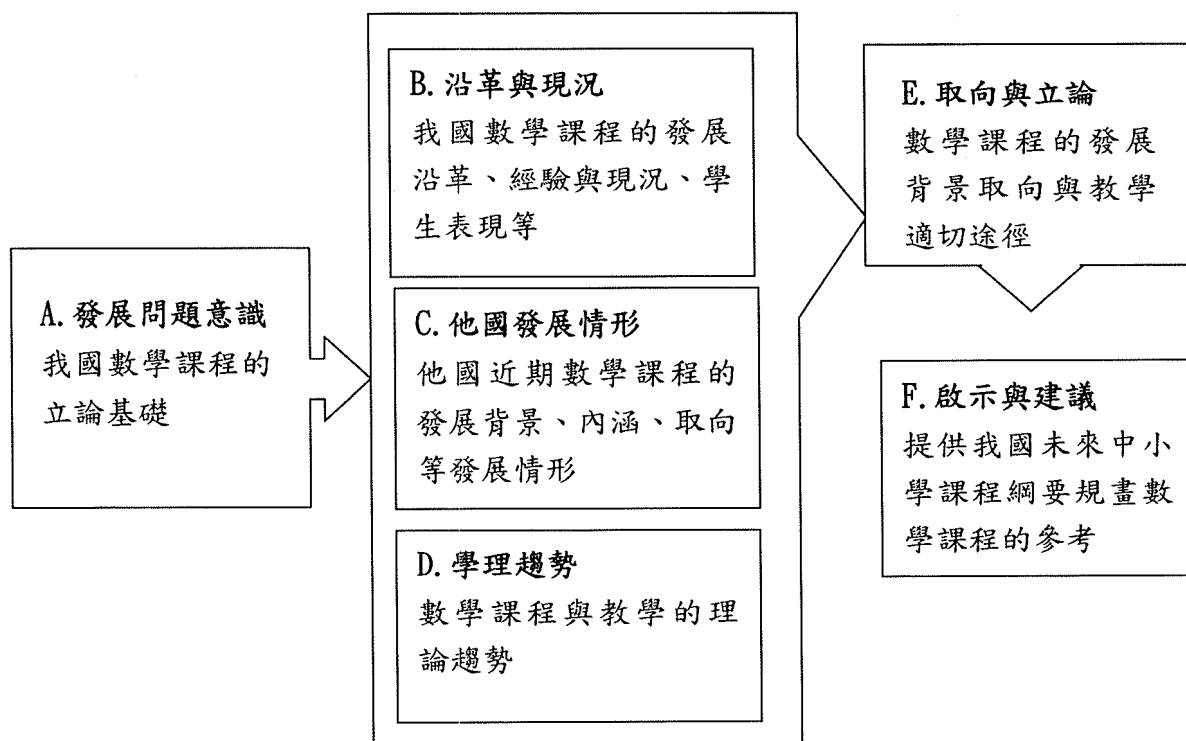 A.發展問題意識
我國數學課程的
立論基礎
B.沿革與現況
我國數學課程的發展
沿革、經驗與現況、學
生表現等
C.他國發展情形
他國近期數學課程的
發展背景、內涵、取向
等發展情形
D.學理趨勢
數學課程與教學的理
論趨勢
E.取向與立論
數學課程的發展
背景取向與教學
適切途徑
F.啟示與建議
提供我國未來中小
學課程綱要規畫數
學課程的參考